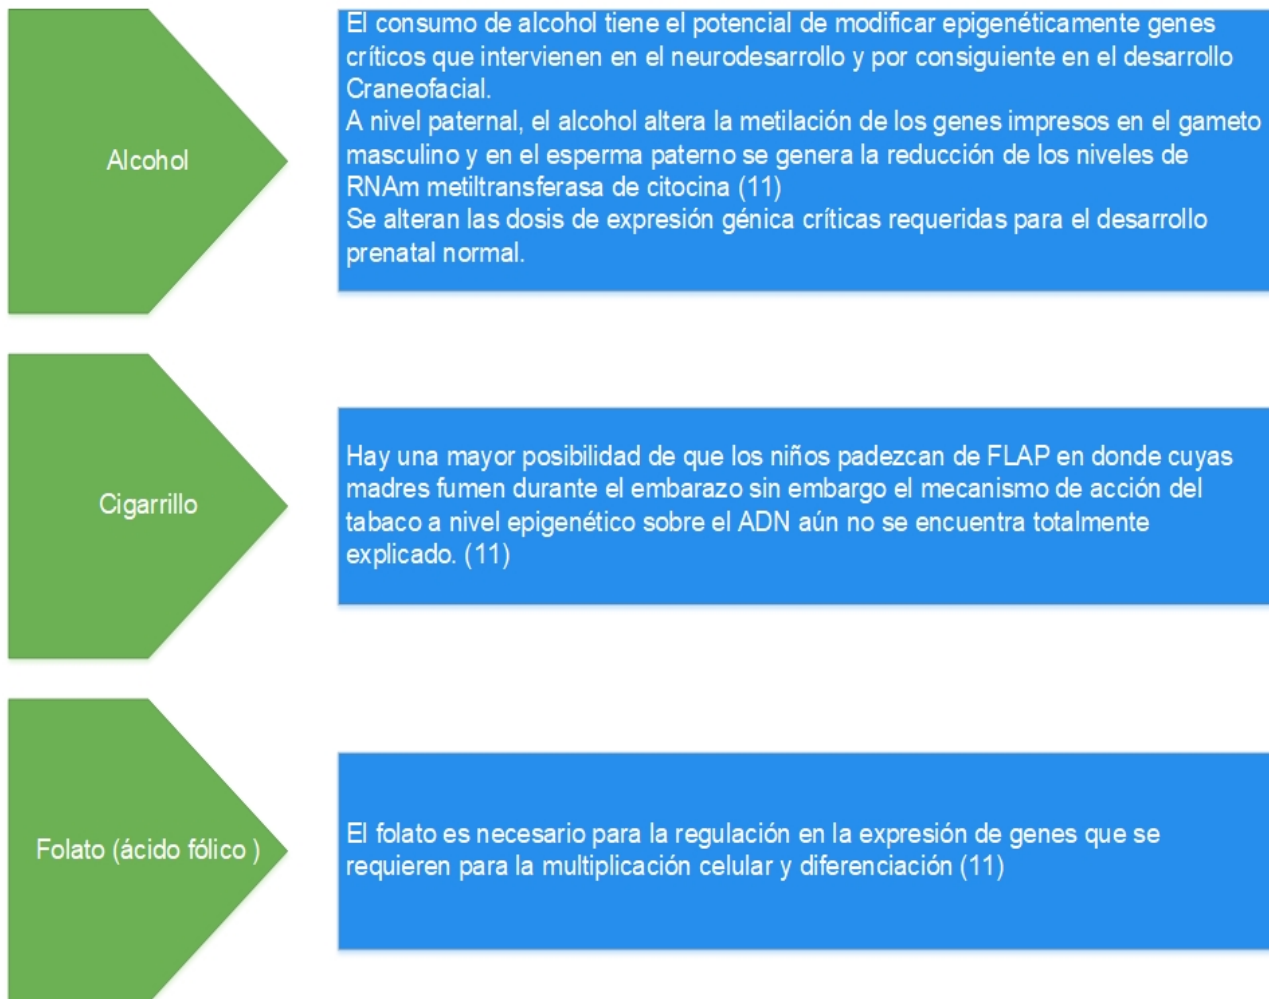 Alcohol
El consumo de alcohol tiene el potencial de modificar epigenéticamente genes
críticos que intervienen en el neurodesarrollo y por consiguiente en el desarrollo
Craneofacial.
A nivel paternal, el alcohol altera la metilación de los genes impresos en el gameto
masculino y en el esperma paterno se genera la reducción de los niveles de
RNAm metiltransferasa de citocina (11)
Se alteran las dosis de expresión génica críticas requeridas para el desarrollo
prenatal normal.
Cigarrillo
Hay una mayor posibilidad de que los niños padezcan de FLAP en donde cuyas
madres fumen durante el embarazo sin embargo el mecanismo de acción del
tabaco a nivel epigenético sobre el ADN aún no se encuentra totalmente
explicado. (11)
Folato (ácido fólico )
El folato es necesario para la regulación en la expresión de genes que se
requieren para la multiplicación celular y diferenciación (11)